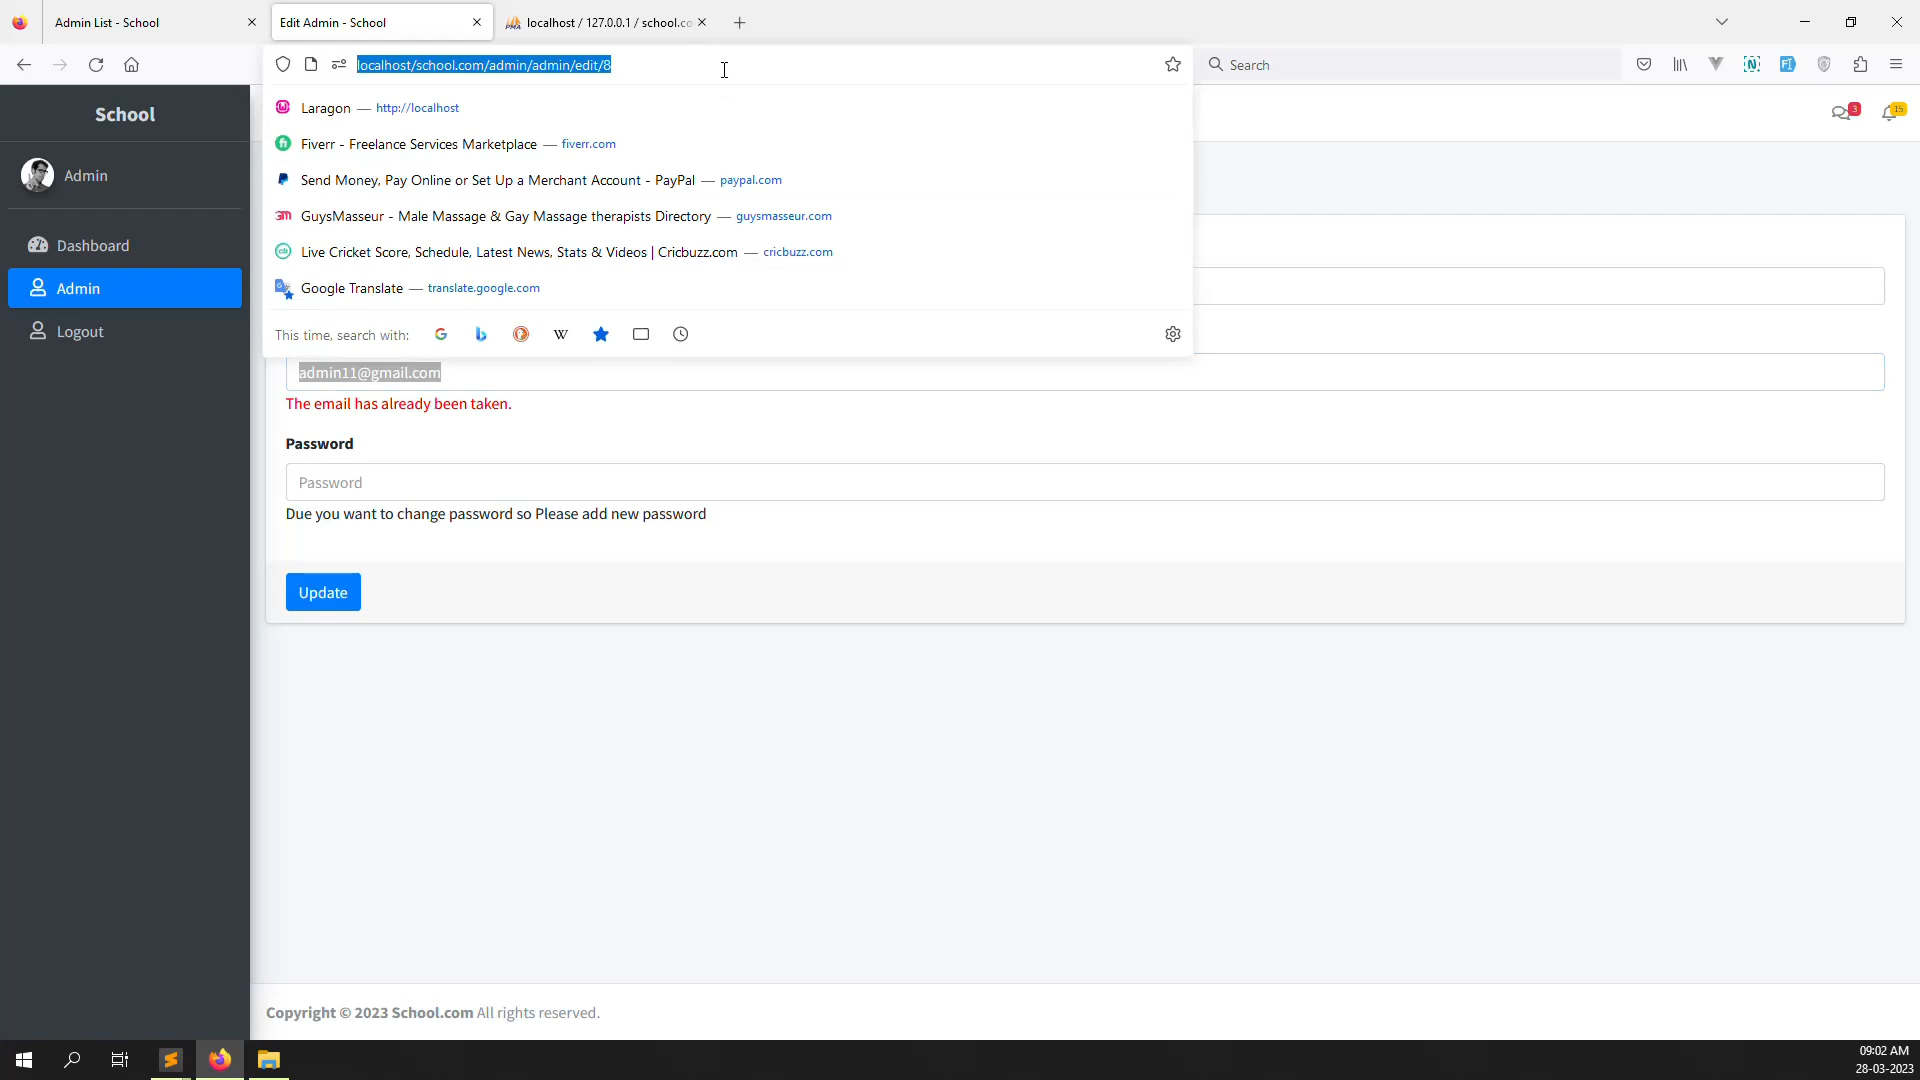 Admin List - School
Edit Admin - School
localhost / 127.0.0.1 / school.co
localhost/school.com/admin/admin/edit/8
Search
School
Laragon — http://localhost
3
15
Fiverr - Freelance Services Marketplace — fiverr.com
Admin
Send Money, Pay Online or Set Up a Merchant Account - PayPal — paypal.com
GuysMasseur - Male Massage & Gay Massage therapists Directory — guysmasseur.com
Dashboard
Live Cricket Score, Schedule, Latest News, Stats & Videos | Cricbuzz.com — cricbuzz.com
Admin
Google Translate — translate.google.com
Logout
This time, search with:
admin11@gmail.com
The email has already been taken.
Password
Password
Due you want to change password so Please add new password
Update
Copyright © 2023 School.com All rights reserved.
09:02 AM
28-03-2023